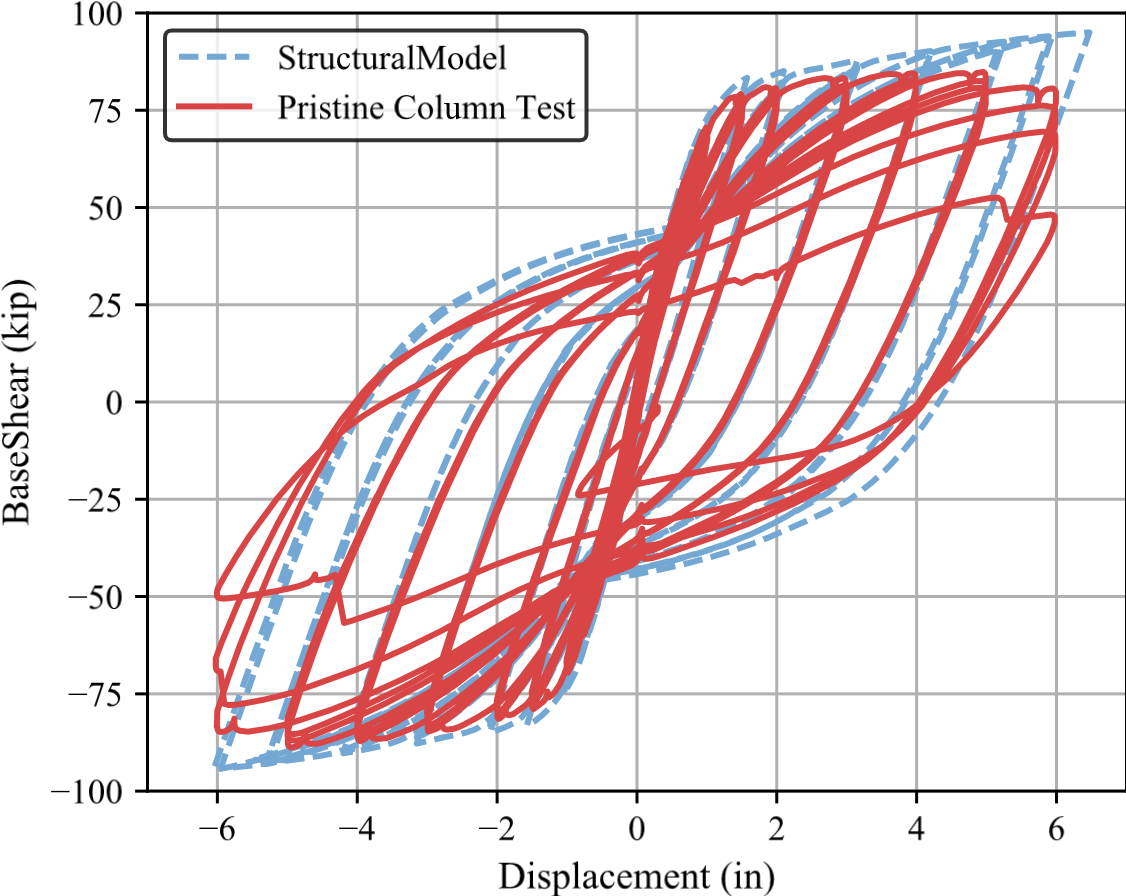 100
75
50
25
0
−25
−50
−75
−100
BaseShear (kip)
StructuralModel
Pristine Column Test
−6 −4 −2 0 2 4 6
Displacement (in)